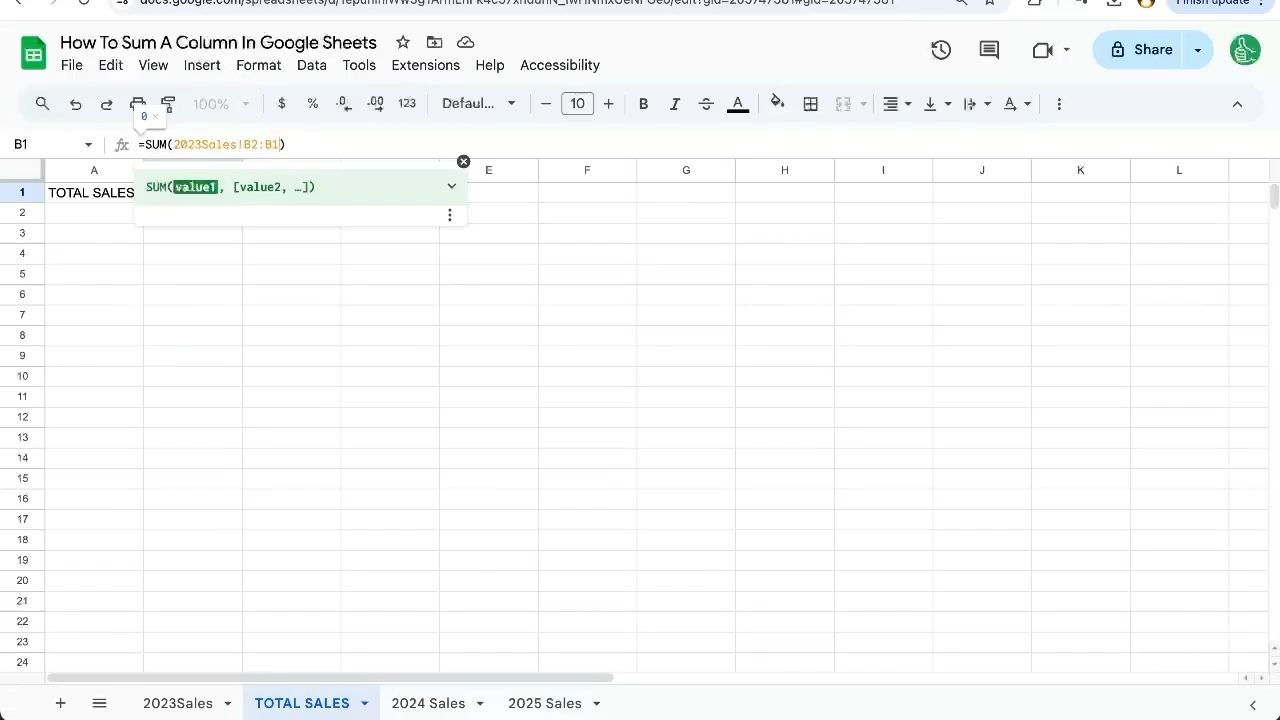 Finish update
How To Sum A Column In Google Sheets
File Edit View Insert Format Data Tools Extensions Help Accessibility
Share
100% $ % .0 .00 123 Defaul... 10 B I A
0 ×
B1 fx =SUM(2023Sales!B2:B1)
SUM(value1, [value2, …])
A E F G H I J K L
1 TOTAL SALES
2
3
4
5
6
7
8
9
10
11
12
13
14
15
16
17
18
19
20
21
22
23
24
2023Sales TOTAL SALES 2024 Sales 2025 Sales